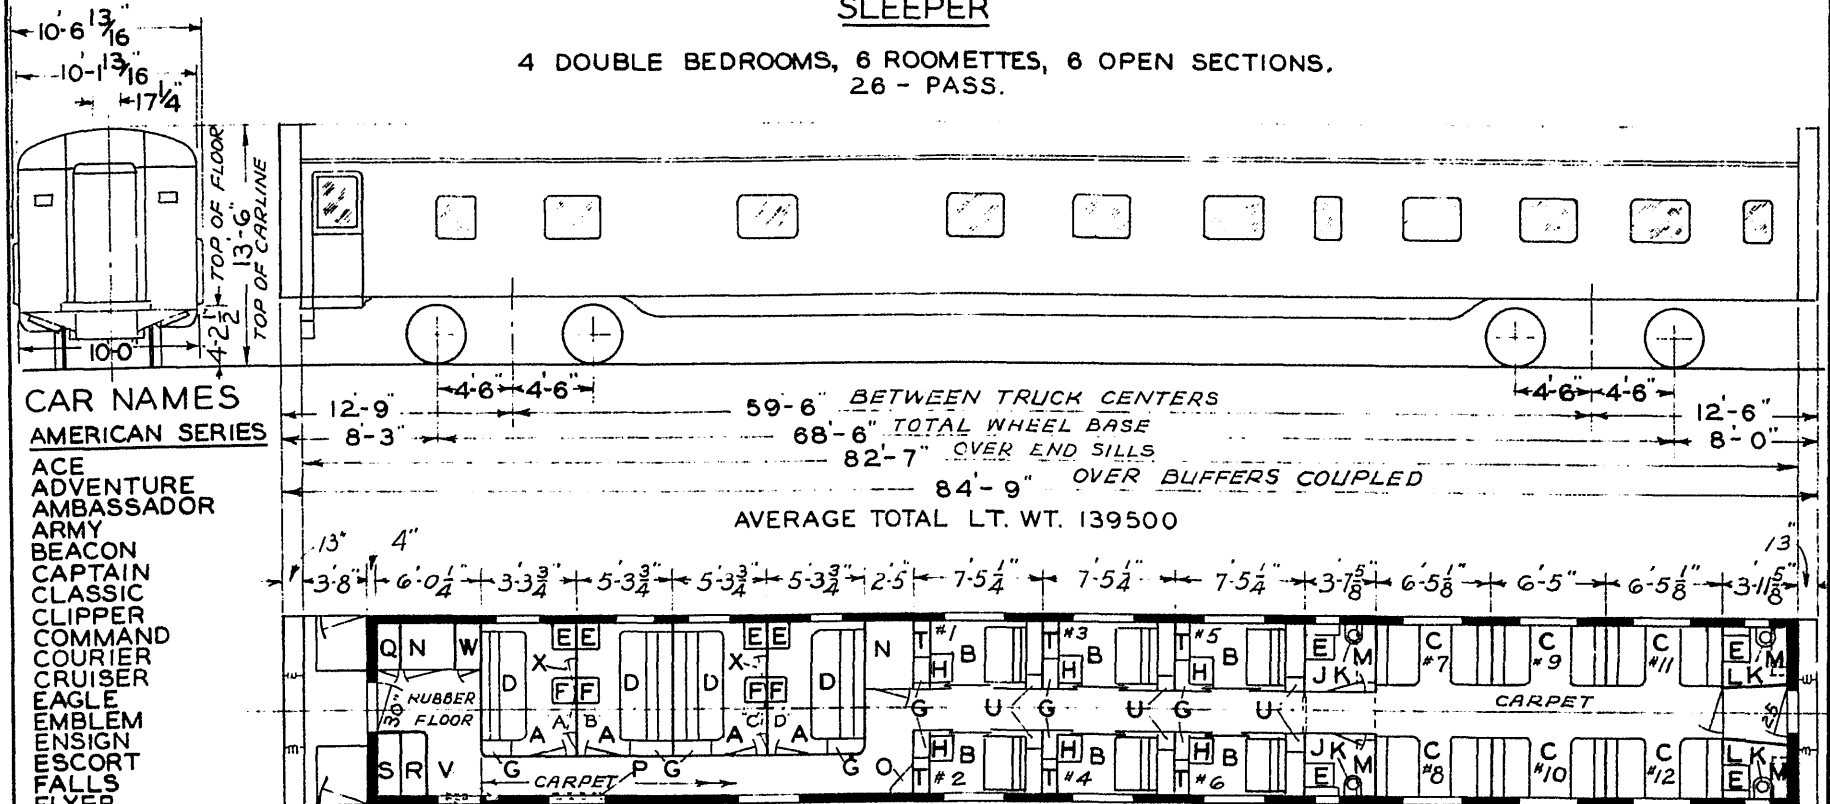 SLEEPER
4 DOUBLE BEDROOMS, 6 ROOMETTES, 6 OPEN SECTIONS.
26 - PASS.
10'-6 13/16"
10'-1 13/16"
17 1/4"
TOP OF FLOOR
4'-2 1/2"
13'-6"
TOP OF CARLINE
10'-0"
4'-6" 4'-6" 4'-6" 4'-6"
12'-9" 59'-6" BETWEEN TRUCK CENTERS 12'-6"
8'-3" 68'-6" TOTAL WHEEL BASE 8'-0"
82'-7" OVER END SILLS
84'-9" OVER BUFFERS COUPLED
AVERAGE TOTAL LT. WT. 139500
CAR NAMES
AMERICAN SERIES
ACE
ADVENTURE
AMBASSADOR
ARMY
BEACON
CAPTAIN
CLASSIC
CLIPPER
COMMAND
COURIER
CRUISER
EAGLE
EMBLEM
ENSIGN
ESCORT
FALLS
FLYER
13" 4" 13"
3'-8" 6'-0 1/4" 3'-3 3/4" 5'-3 3/4" 5'-3 3/4" 5'-3 3/4" 2'-5" 7'-5 1/4" 7'-5 1/4" 7'-5 1/4" 3'-7 5/8" 6'-5 1/8" 6'-5" 6'-5 1/8" 3'-11 5/8"
Q N W E E E E N T #1 T #3 T #5 E M C #7 C #9 C #11 E M
X X H B H B H B J K L K
D D D D
F F F F
30" RUBBER FLOOR
A "A" "B" A A "C" "D" A
G U G U G U CARPET 25"
S R V G CARPET P G G O
H B H B H B J K C #8 C #10 C #12 L K
T #2 T #4 T #6 E M E M